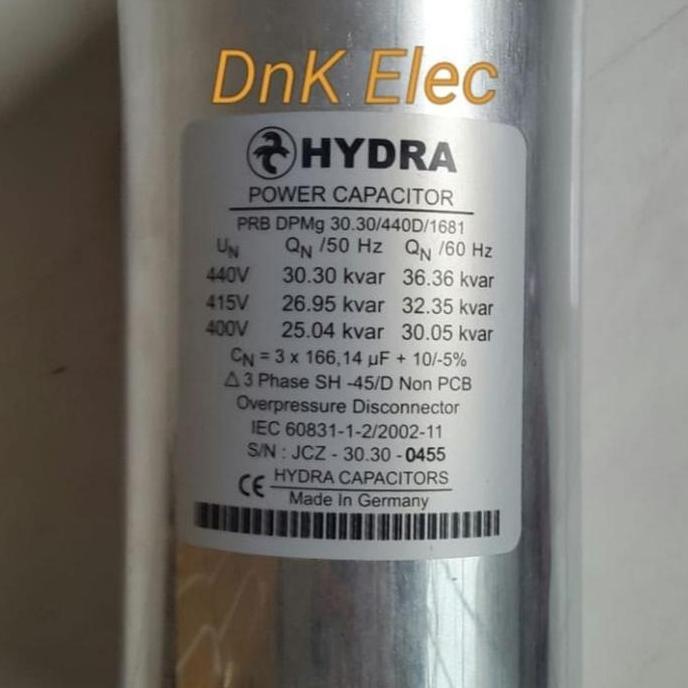 DnK Elec
HYDRA
POWER CAPACITOR
PRB DPMg 30.30/440D/1681
UN QN /50 Hz QN /60 Hz
440V 30.30 kvar 36.36 kvar
415V 26.95 kvar 32.35 kvar
400V 25.04 kvar 30.05 kvar
CN = 3 x 166,14 µF + 10/-5%
△ 3 Phase SH -45/D Non PCB
Overpressure Disconnector
IEC 60831-1-2/2002-11
S/N : JCZ - 30.30 - 0455
CE HYDRA CAPACITORS
Made In Germany